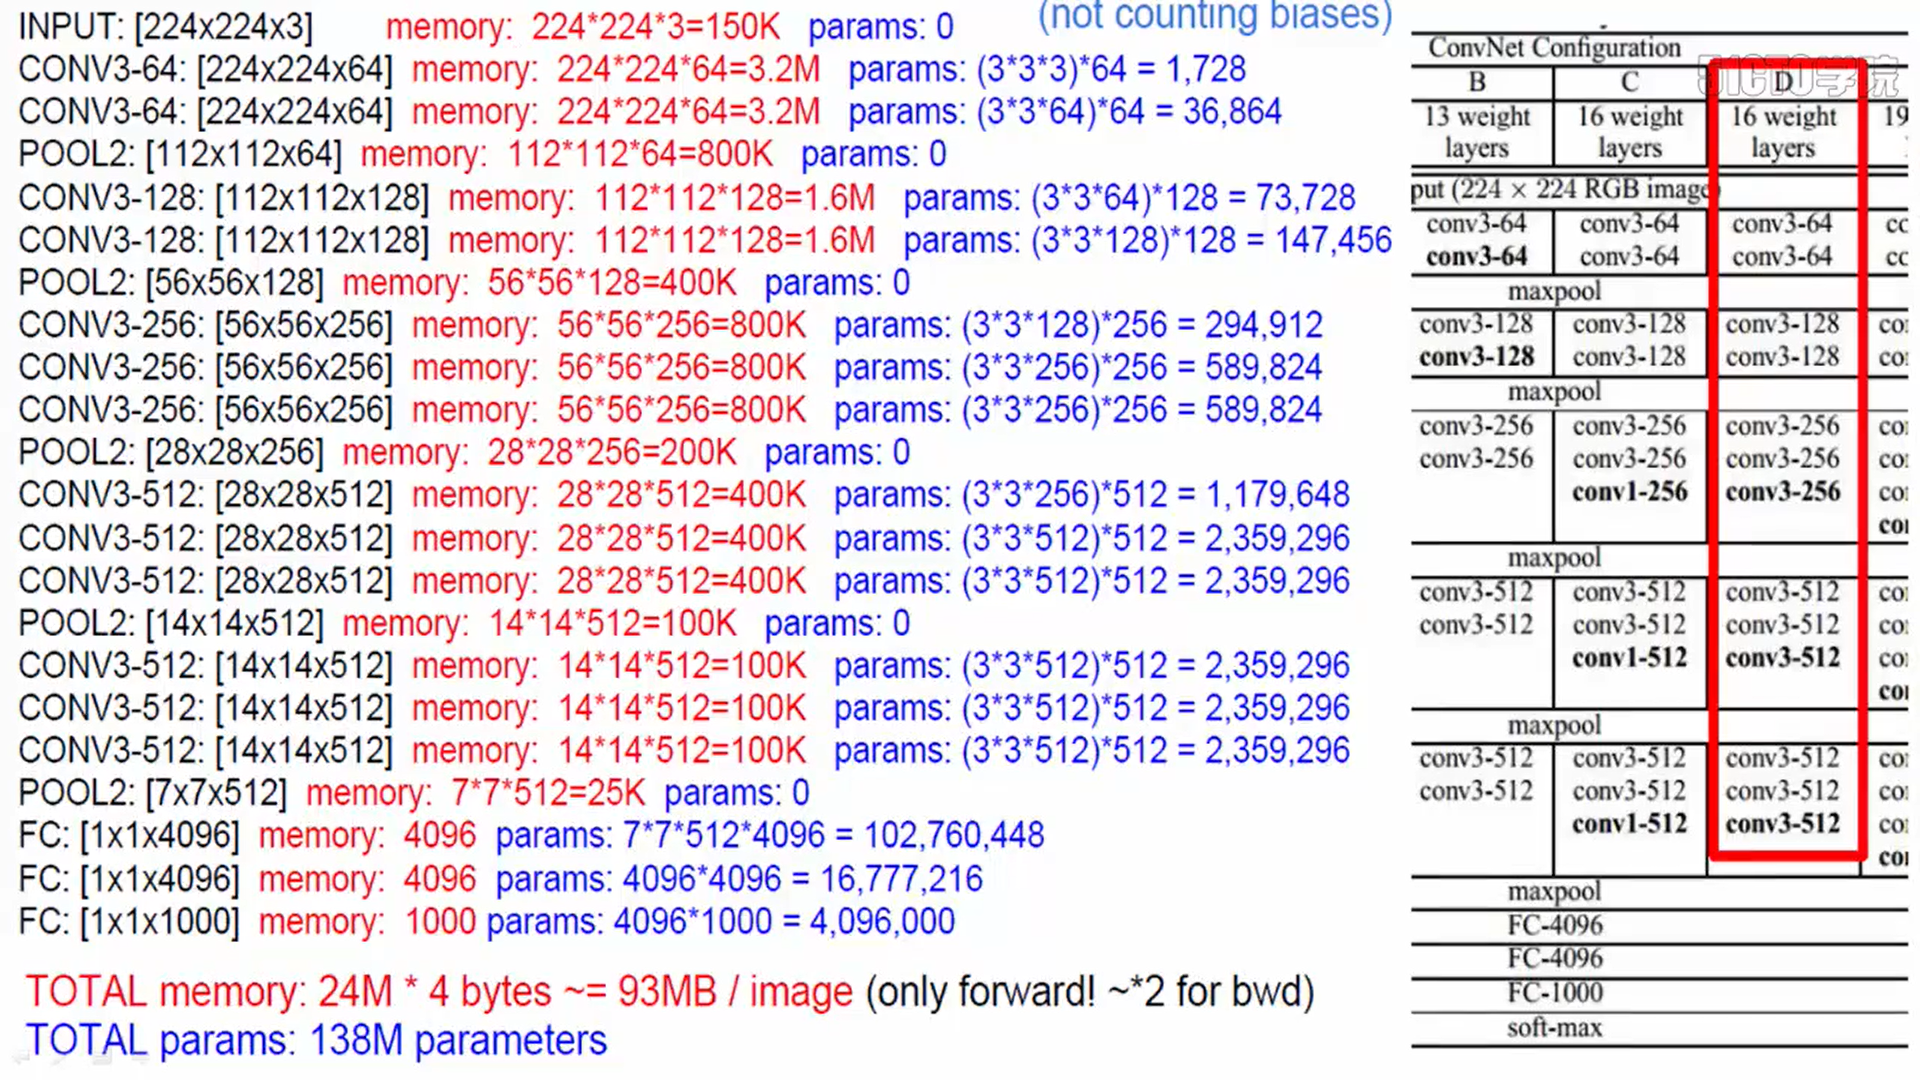 (not counting biases)
INPUT: [224x224x3] memory: 224*224*3=150K params: 0
CONV3-64: [224x224x64] memory: 224*224*64=3.2M params: (3*3*3)*64 = 1,728
CONV3-64: [224x224x64] memory: 224*224*64=3.2M params: (3*3*64)*64 = 36,864
POOL2: [112x112x64] memory: 112*112*64=800K params: 0
CONV3-128: [112x112x128] memory: 112*112*128=1.6M params: (3*3*64)*128 = 73,728
CONV3-128: [112x112x128] memory: 112*112*128=1.6M params: (3*3*128)*128 = 147,456
POOL2: [56x56x128] memory: 56*56*128=400K params: 0
CONV3-256: [56x56x256] memory: 56*56*256=800K params: (3*3*128)*256 = 294,912
CONV3-256: [56x56x256] memory: 56*56*256=800K params: (3*3*256)*256 = 589,824
CONV3-256: [56x56x256] memory: 56*56*256=800K params: (3*3*256)*256 = 589,824
POOL2: [28x28x256] memory: 28*28*256=200K params: 0
CONV3-512: [28x28x512] memory: 28*28*512=400K params: (3*3*256)*512 = 1,179,648
CONV3-512: [28x28x512] memory: 28*28*512=400K params: (3*3*512)*512 = 2,359,296
CONV3-512: [28x28x512] memory: 28*28*512=400K params: (3*3*512)*512 = 2,359,296
POOL2: [14x14x512] memory: 14*14*512=100K params: 0
CONV3-512: [14x14x512] memory: 14*14*512=100K params: (3*3*512)*512 = 2,359,296
CONV3-512: [14x14x512] memory: 14*14*512=100K params: (3*3*512)*512 = 2,359,296
CONV3-512: [14x14x512] memory: 14*14*512=100K params: (3*3*512)*512 = 2,359,296
POOL2: [7x7x512] memory: 7*7*512=25K params: 0
FC: [1x1x4096] memory: 4096 params: 7*7*512*4096 = 102,760,448
FC: [1x1x4096] memory: 4096 params: 4096*4096 = 16,777,216
FC: [1x1x1000] memory: 1000 params: 4096*1000 = 4,096,000
TOTAL memory: 24M * 4 bytes ~= 93MB / image (only forward! ~*2 for bwd)
TOTAL params: 138M parameters
ConvNet Configuration
51CTO学院
B C D
13 weight 16 weight 16 weight 19
layers layers layers
put (224 × 224 RGB image)
conv3-64 conv3-64 conv3-64 co
conv3-64 conv3-64 conv3-64 co
maxpool
conv3-128 conv3-128 conv3-128 co
conv3-128 conv3-128 conv3-128 co
maxpool
conv3-256 conv3-256 conv3-256 co
conv3-256 conv3-256 conv3-256 co
conv1-256 conv3-256 co
co
maxpool
conv3-512 conv3-512 conv3-512 co
conv3-512 conv3-512 conv3-512 co
conv1-512 conv3-512 co
co
maxpool
conv3-512 conv3-512 conv3-512 co
conv3-512 conv3-512 conv3-512 co
conv1-512 conv3-512 co
co
maxpool
FC-4096
FC-4096
FC-1000
soft-max